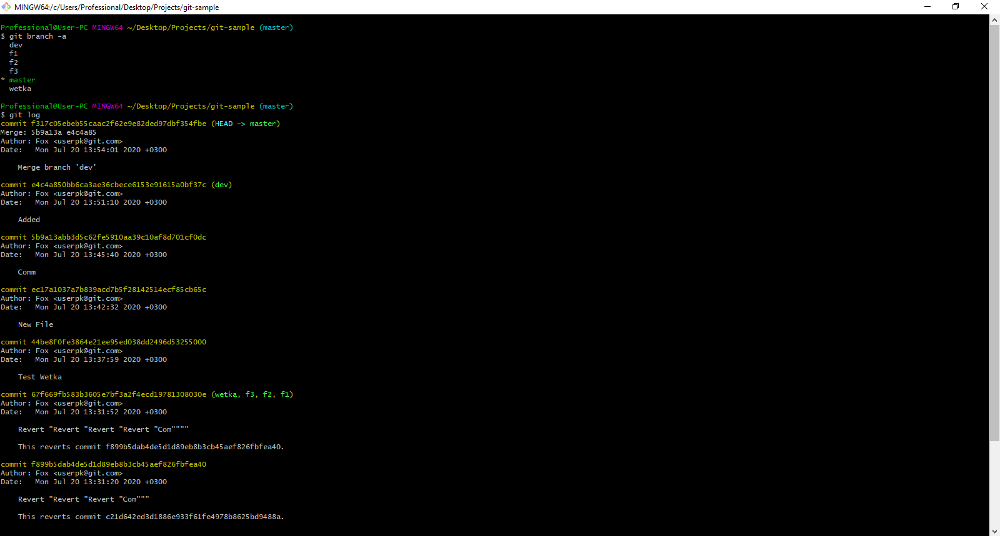 MINGW64:/c/Users/Professional/Desktop/Projects/git-sample
Professional@User-PC MINGW64 ~/Desktop/Projects/git-sample (master)
$ git branch -a
  dev
  f1
  f2
  f3
* master
  wetka
Professional@User-PC MINGW64 ~/Desktop/Projects/git-sample (master)
$ git log
commit f317c05ebeb55caac2f62e9e82ded97dbf354fbe (HEAD -> master)
Merge: 5b9a13a e4c4a85
Author: Fox <userpk@git.com>
Date:   Mon Jul 20 13:54:01 2020 +0300
    Merge branch 'dev'
commit e4c4a850bb6ca3ae36cbece6153e91615a0bf37c (dev)
Author: Fox <userpk@git.com>
Date:   Mon Jul 20 13:51:10 2020 +0300
    Added
commit 5b9a13abb3d5c62fe5910aa39c10af8d701cf0dc
Author: Fox <userpk@git.com>
Date:   Mon Jul 20 13:45:40 2020 +0300
    Comm
commit ec17a1037a7b839acd7b5f28142514ecf85cb65c
Author: Fox <userpk@git.com>
Date:   Mon Jul 20 13:42:32 2020 +0300
    New File
commit 44be8f0fe3864e21ee95ed038dd2496d53255000
Author: Fox <userpk@git.com>
Date:   Mon Jul 20 13:37:59 2020 +0300
    Test Wetka
commit 67f669fb583b3605e7bf3a2f4ecd19781308030e (wetka, f3, f2, f1)
Author: Fox <userpk@git.com>
Date:   Mon Jul 20 13:31:52 2020 +0300
    Revert "Revert "Revert "Revert "Com""""
    This reverts commit f899b5dab4de5d1d89eb8b3cb45aef826fbfea40.
commit f899b5dab4de5d1d89eb8b3cb45aef826fbfea40
Author: Fox <userpk@git.com>
Date:   Mon Jul 20 13:31:20 2020 +0300
    Revert "Revert "Revert "Com"""
    This reverts commit c21d642ed3d1886e933f61fe4978b8625bd9488a.